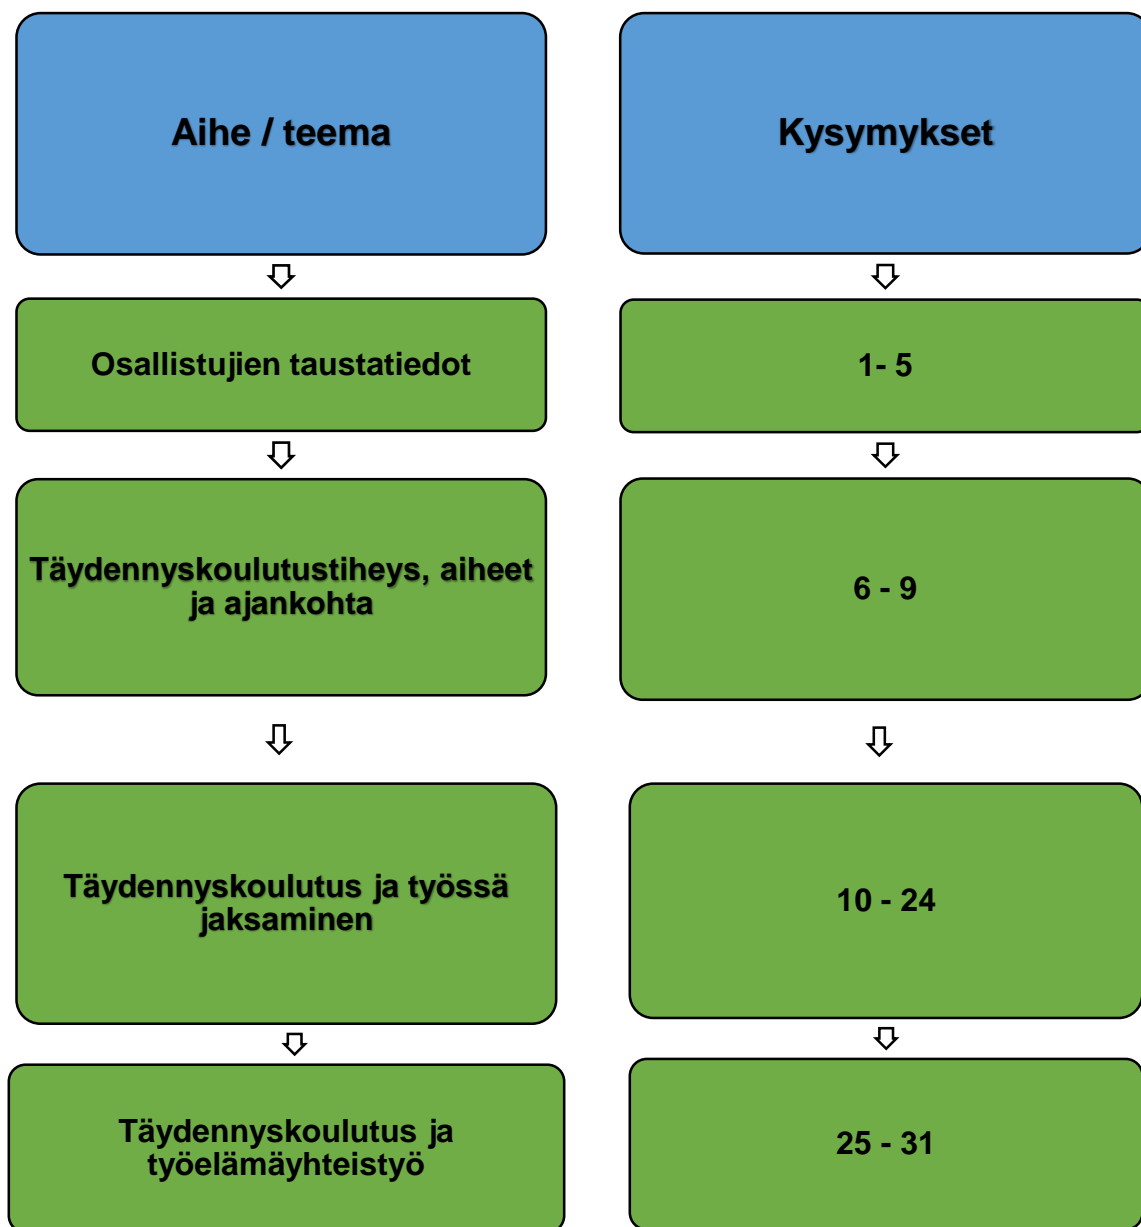 Aihe / teema
Kysymykset
Osallistujien taustatiedot
1- 5
Täydennyskoulutustiheys, aiheet
ja ajankohta
6 - 9
Täydennyskoulutus ja työssä
jaksaminen
10 - 24
Täydennyskoulutus ja
työelämäyhteistyö
25 - 31